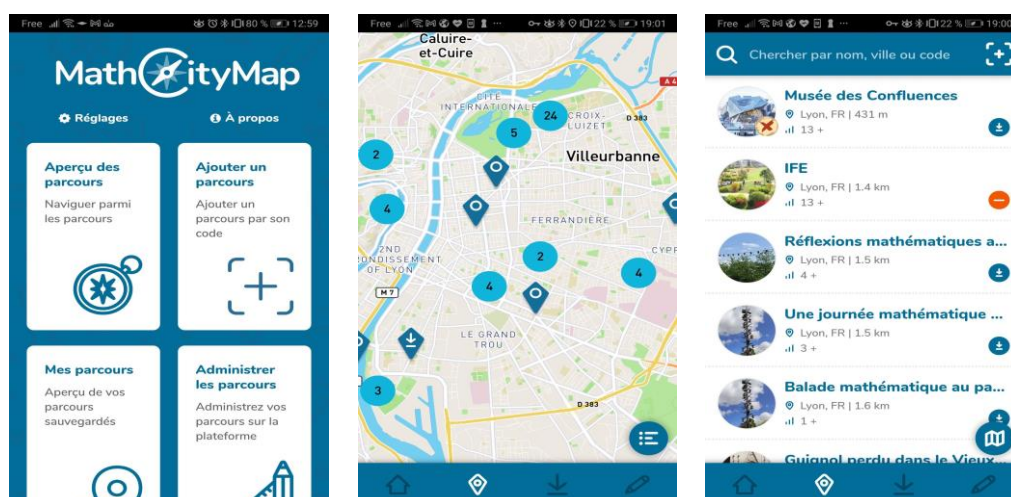 Free 80 % 12:59
MathCityMap
Réglages
À propos
Aperçu des
parcours
Naviguer parmi
les parcours
Ajouter un
parcours
Ajouter un
parcours par son
code
Mes parcours
Aperçu de vos
parcours
sauvegardés
Administrer
les parcours
Administrez vos
parcours sur la
plateforme
Free 22 % 19:01
Caluire-
et-Cuire
A 4
CITÉ
INTERNATIONALE
24
CROIX-
LUIZET
D 383
5
2
Villeurbanne
4
FERRANDIÈRE
2ND
ONDISSEMENT
OF LYON
2
CYPR
4
4
M 7
LE GRAND
TROU
3
D 383
Free 22 % 19:00
Chercher par nom, ville ou code
Musée des Confluences
Lyon, FR | 431 m
13 +
IFE
Lyon, FR | 1.4 km
13 +
Réflexions mathématiques a...
Lyon, FR | 1.5 km
4 +
Une journée mathématique ...
Lyon, FR | 1.5 km
3 +
Balade mathématique au pa...
Lyon, FR | 1.6 km
1 +
Guignol perdu dans le Vieux...